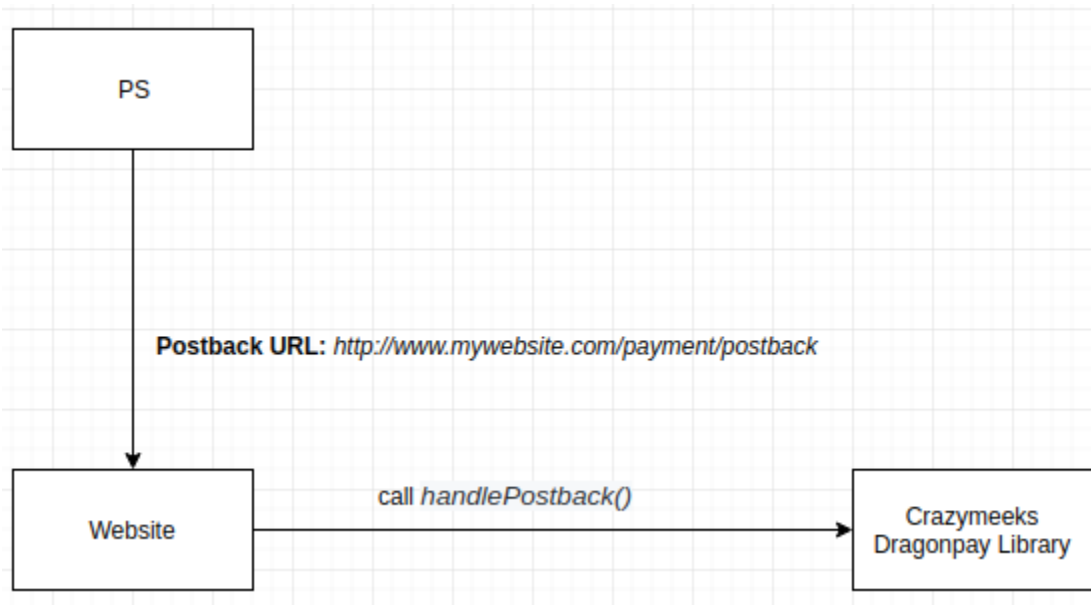 PS
Postback URL: http://www.mywebsite.com/payment/postback
call handlePostback()
Website
Crazymeeks
Dragonpay Library